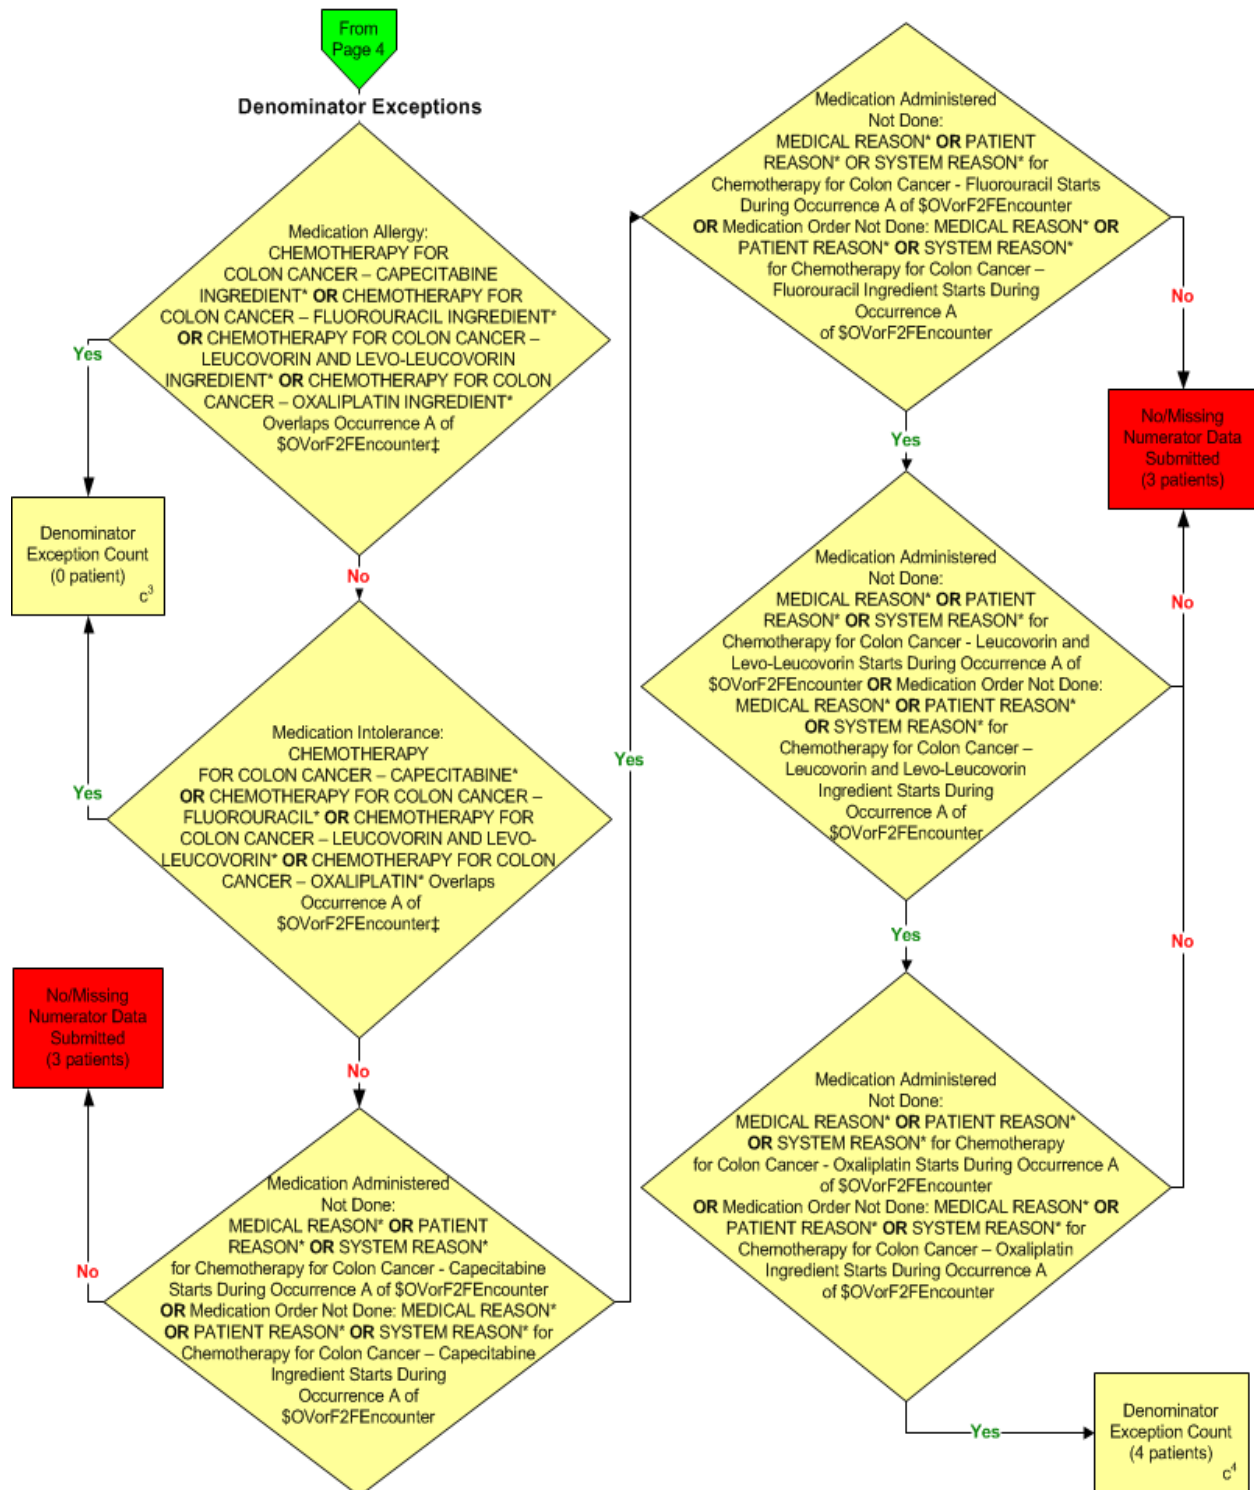 From
Page 4
Denominator Exceptions
Medication Allergy:
CHEMOTHERAPY FOR
COLON CANCER – CAPECITABINE
INGREDIENT* OR CHEMOTHERAPY FOR
COLON CANCER – FLUOROURACIL INGREDIENT*
OR CHEMOTHERAPY FOR COLON CANCER –
LEUCOVORIN AND LEVO-LEUCOVORIN
INGREDIENT* OR CHEMOTHERAPY FOR COLON
CANCER – OXALIPLATIN INGREDIENT*
Overlaps Occurrence A of
$OVorF2FEncounter‡
Yes
Denominator
Exception Count
(0 patient)
c3
No
Medication Intolerance:
CHEMOTHERAPY
FOR COLON CANCER – CAPECITABINE*
OR CHEMOTHERAPY FOR COLON CANCER –
FLUOROURACIL* OR CHEMOTHERAPY FOR
COLON CANCER – LEUCOVORIN AND LEVO-
LEUCOVORIN* OR CHEMOTHERAPY FOR COLON
CANCER – OXALIPLATIN* Overlaps
Occurrence A of
$OVorF2FEncounter‡
Yes
No
No/Missing
Numerator Data
Submitted
(3 patients)
No
Medication Administered
Not Done:
MEDICAL REASON* OR PATIENT
REASON* OR SYSTEM REASON*
for Chemotherapy for Colon Cancer - Capecitabine
Starts During Occurrence A of $OVorF2FEncounter
OR Medication Order Not Done: MEDICAL REASON*
OR PATIENT REASON* OR SYSTEM REASON* for
Chemotherapy for Colon Cancer – Capecitabine
Ingredient Starts During
Occurrence A of
$OVorF2FEncounter
Yes
Medication Administered
Not Done:
MEDICAL REASON* OR PATIENT
REASON* OR SYSTEM REASON* for
Chemotherapy for Colon Cancer - Fluorouracil Starts
During Occurrence A of $OVorF2FEncounter
OR Medication Order Not Done: MEDICAL REASON* OR
PATIENT REASON* OR SYSTEM REASON*
for Chemotherapy for Colon Cancer –
Fluorouracil Ingredient Starts During
Occurrence A
of $OVorF2FEncounter
No
No/Missing
Numerator Data
Submitted
(3 patients)
Yes
Medication Administered
Not Done:
MEDICAL REASON* OR PATIENT
REASON* OR SYSTEM REASON* for
Chemotherapy for Colon Cancer - Leucovorin and
Levo-Leucovorin Starts During Occurrence A of
$OVorF2FEncounter OR Medication Order Not Done:
MEDICAL REASON* OR PATIENT REASON*
OR SYSTEM REASON* for
Chemotherapy for Colon Cancer –
Leucovorin and Levo-Leucovorin
Ingredient Starts During
Occurrence A of
$OVorF2FEncounter
No
Yes
No
Medication Administered
Not Done:
MEDICAL REASON* OR PATIENT REASON*
OR SYSTEM REASON* for Chemotherapy
for Colon Cancer - Oxaliplatin Starts During Occurrence A
of $OVorF2FEncounter
OR Medication Order Not Done: MEDICAL REASON* OR
PATIENT REASON* OR SYSTEM REASON* for
Chemotherapy for Colon Cancer – Oxaliplatin
Ingredient Starts During Occurrence A
of $OVorF2FEncounter
Yes
Denominator
Exception Count
(4 patients)
c4